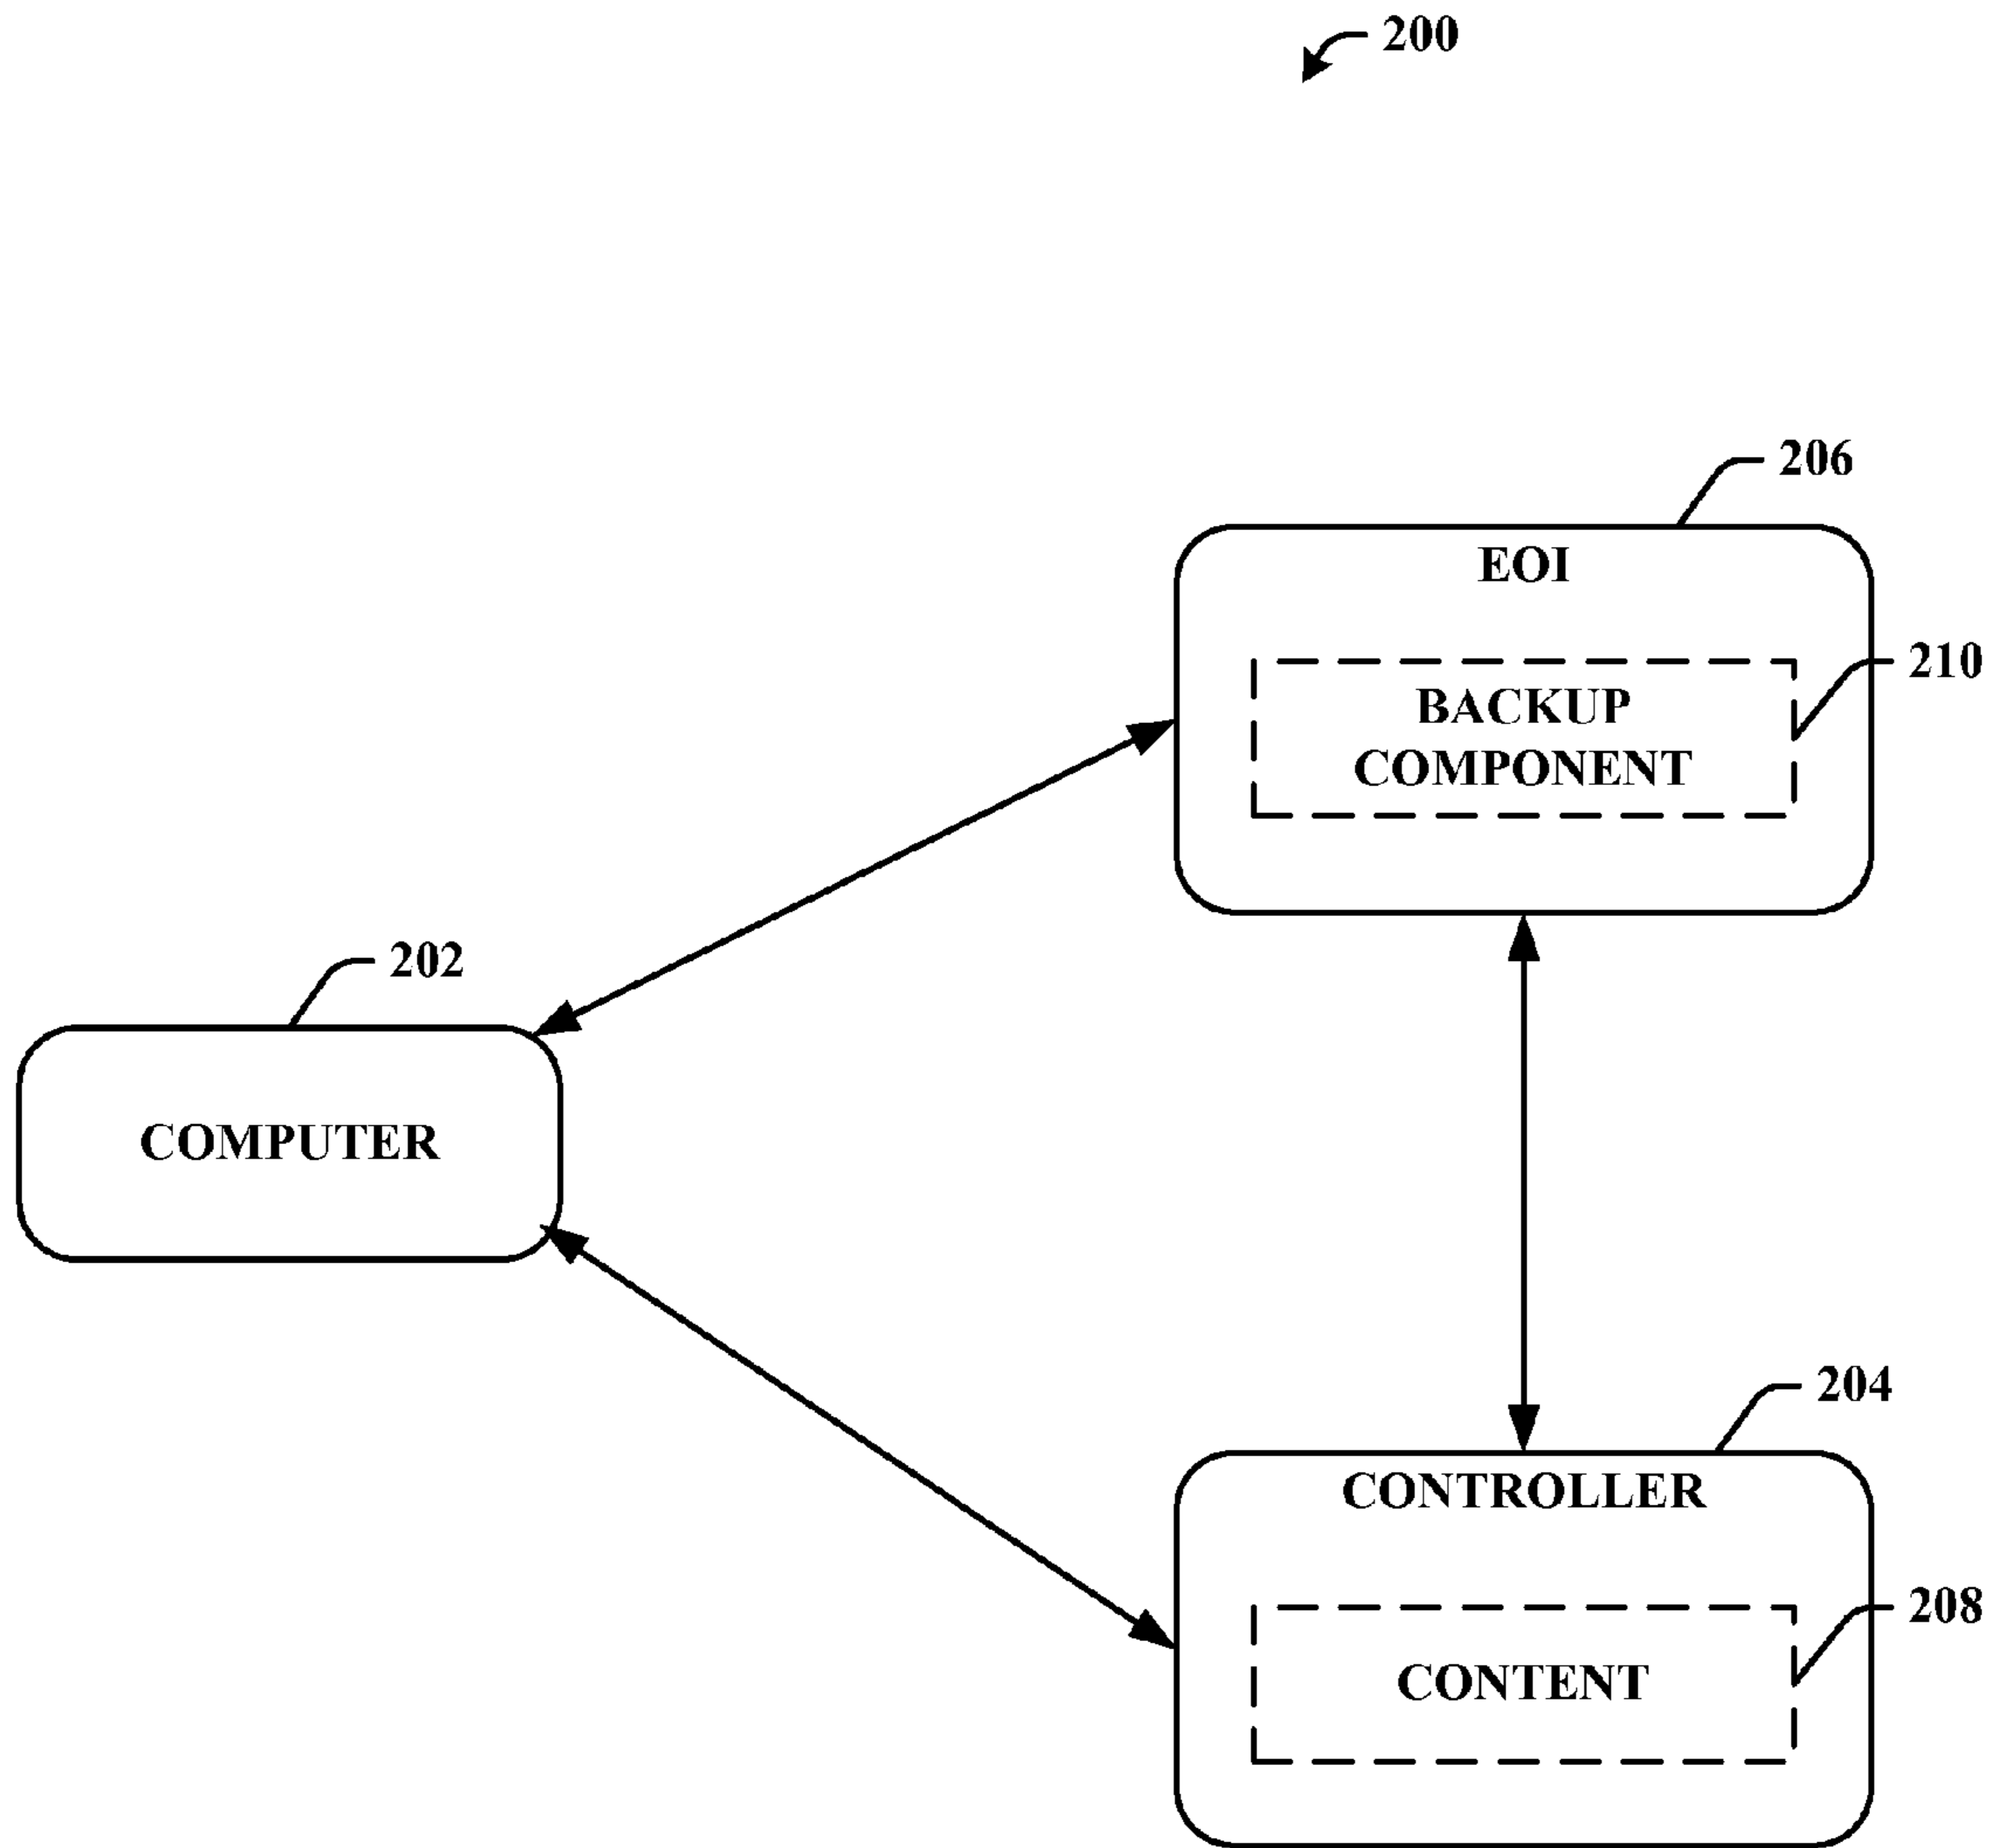 200
206
EOI
210
BACKUP
COMPONENT
202
COMPUTER
204
CONTROLLER
208
CONTENT